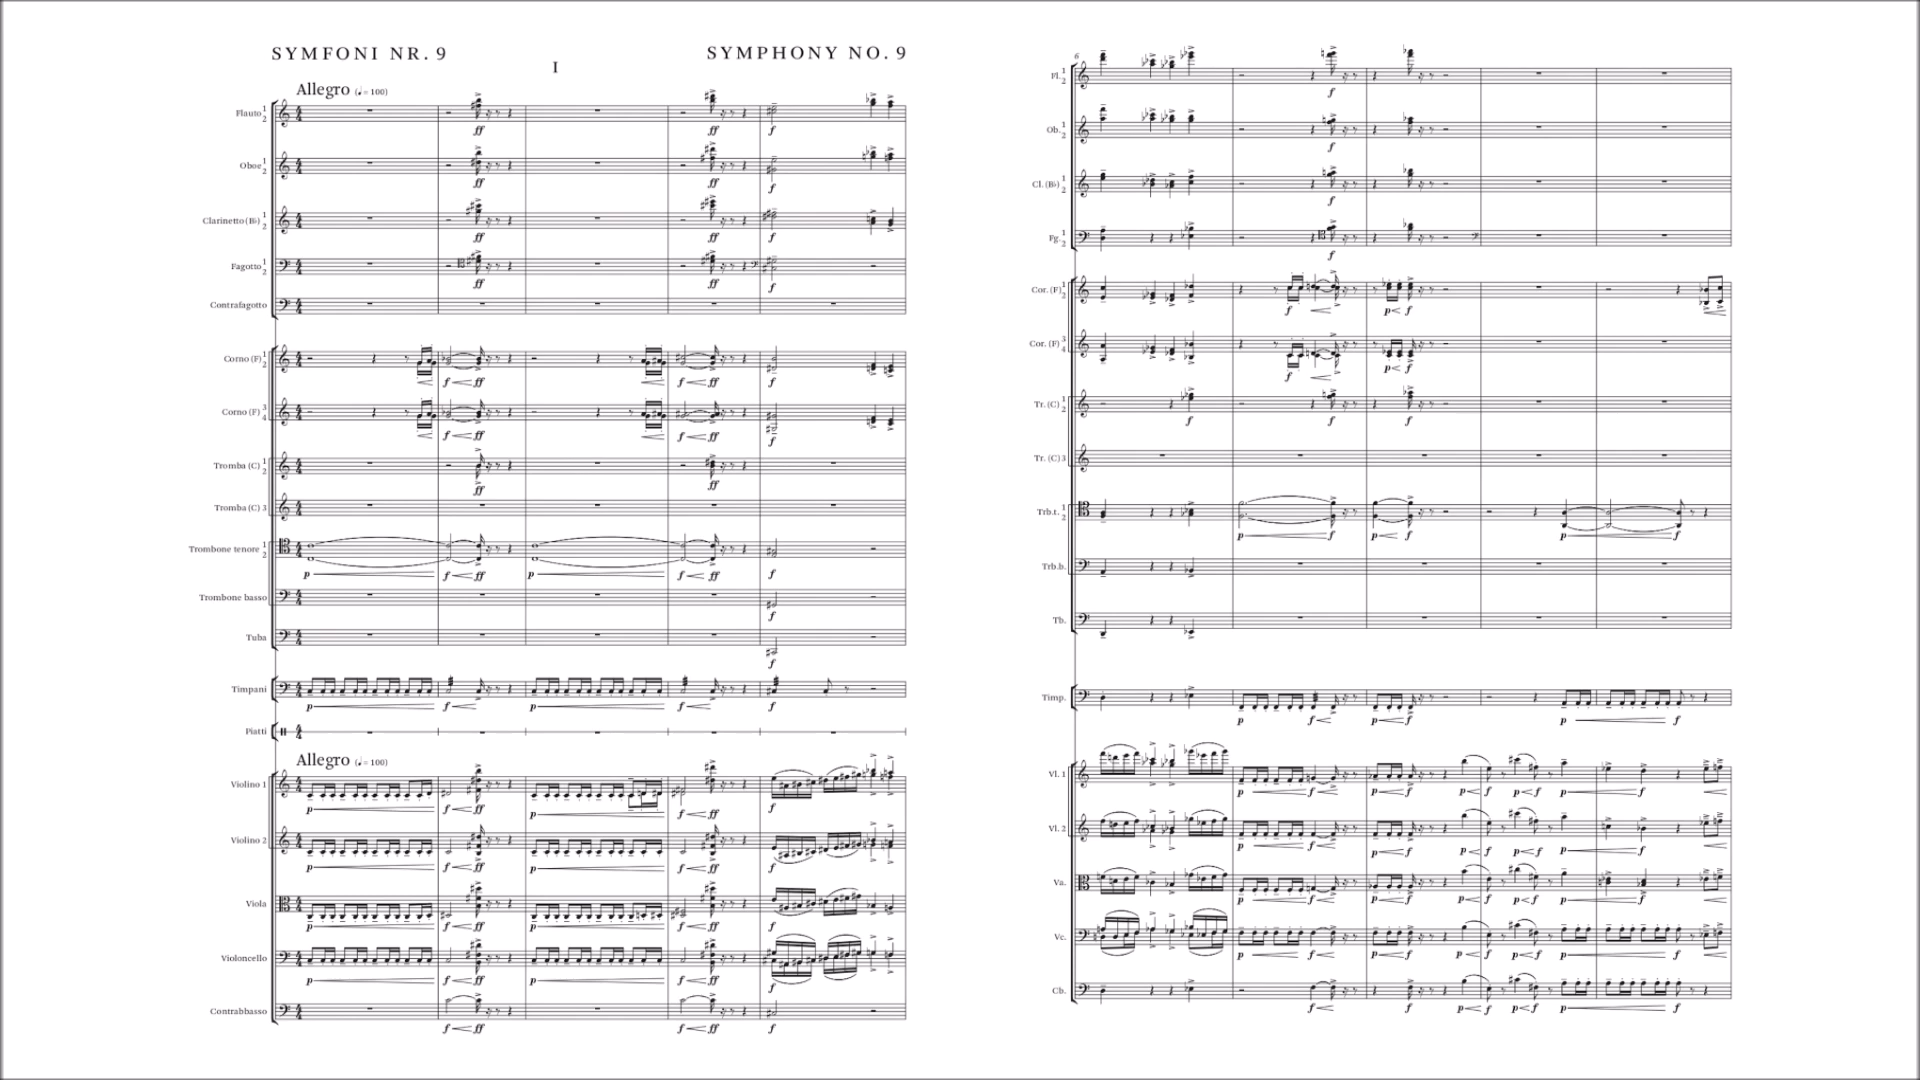 SYMFONI NR. 9
SYMPHONY NO. 9
I
Allegro (♩= 100)
Flauto 1 2
ff ff f
Oboe 1 2
ff ff f
Clarinetto (B♭) 1 2
ff ff f
Fagotto 1 2
ff ff f
Contrafagotto
Corno (F) 1 2
f ff f ff f
Corno (F) 3 4
f ff f ff f
Tromba (C) 1 2
ff ff
Tromba (C) 3
Trombone tenore 1 2
p f ff p f ff f
Trombone basso
f
Tuba
f
Timpani
p f p f f
Piatti
Allegro (♩= 100)
Violino 1
p f ff p f ff f
Violino 2
p f ff p f ff f
Viola
p f ff p f ff f
Violoncello
p f ff p f ff f
Contrabbasso
f ff f ff f
6
Fl. 1 2
f
Ob. 1 2
f
Cl. (B♭) 1 2
f
Fg. 1 2
f
Cor. (F) 1 2
f p f
Cor. (F) 3 4
f p f
Tr. (C) 1 2
f f f
Tr. (C) 3
Trb.t. 1 2
p f p f p f
Trb.b.
Tb.
Timp.
p f p f p f
Vl. 1
p f p f p f p f p f
Vl. 2
p f p f p f p f p f
Va.
p f p f p f p f p f
Vc.
p f p f p f p f p f
Cb.
f f p f p f p f